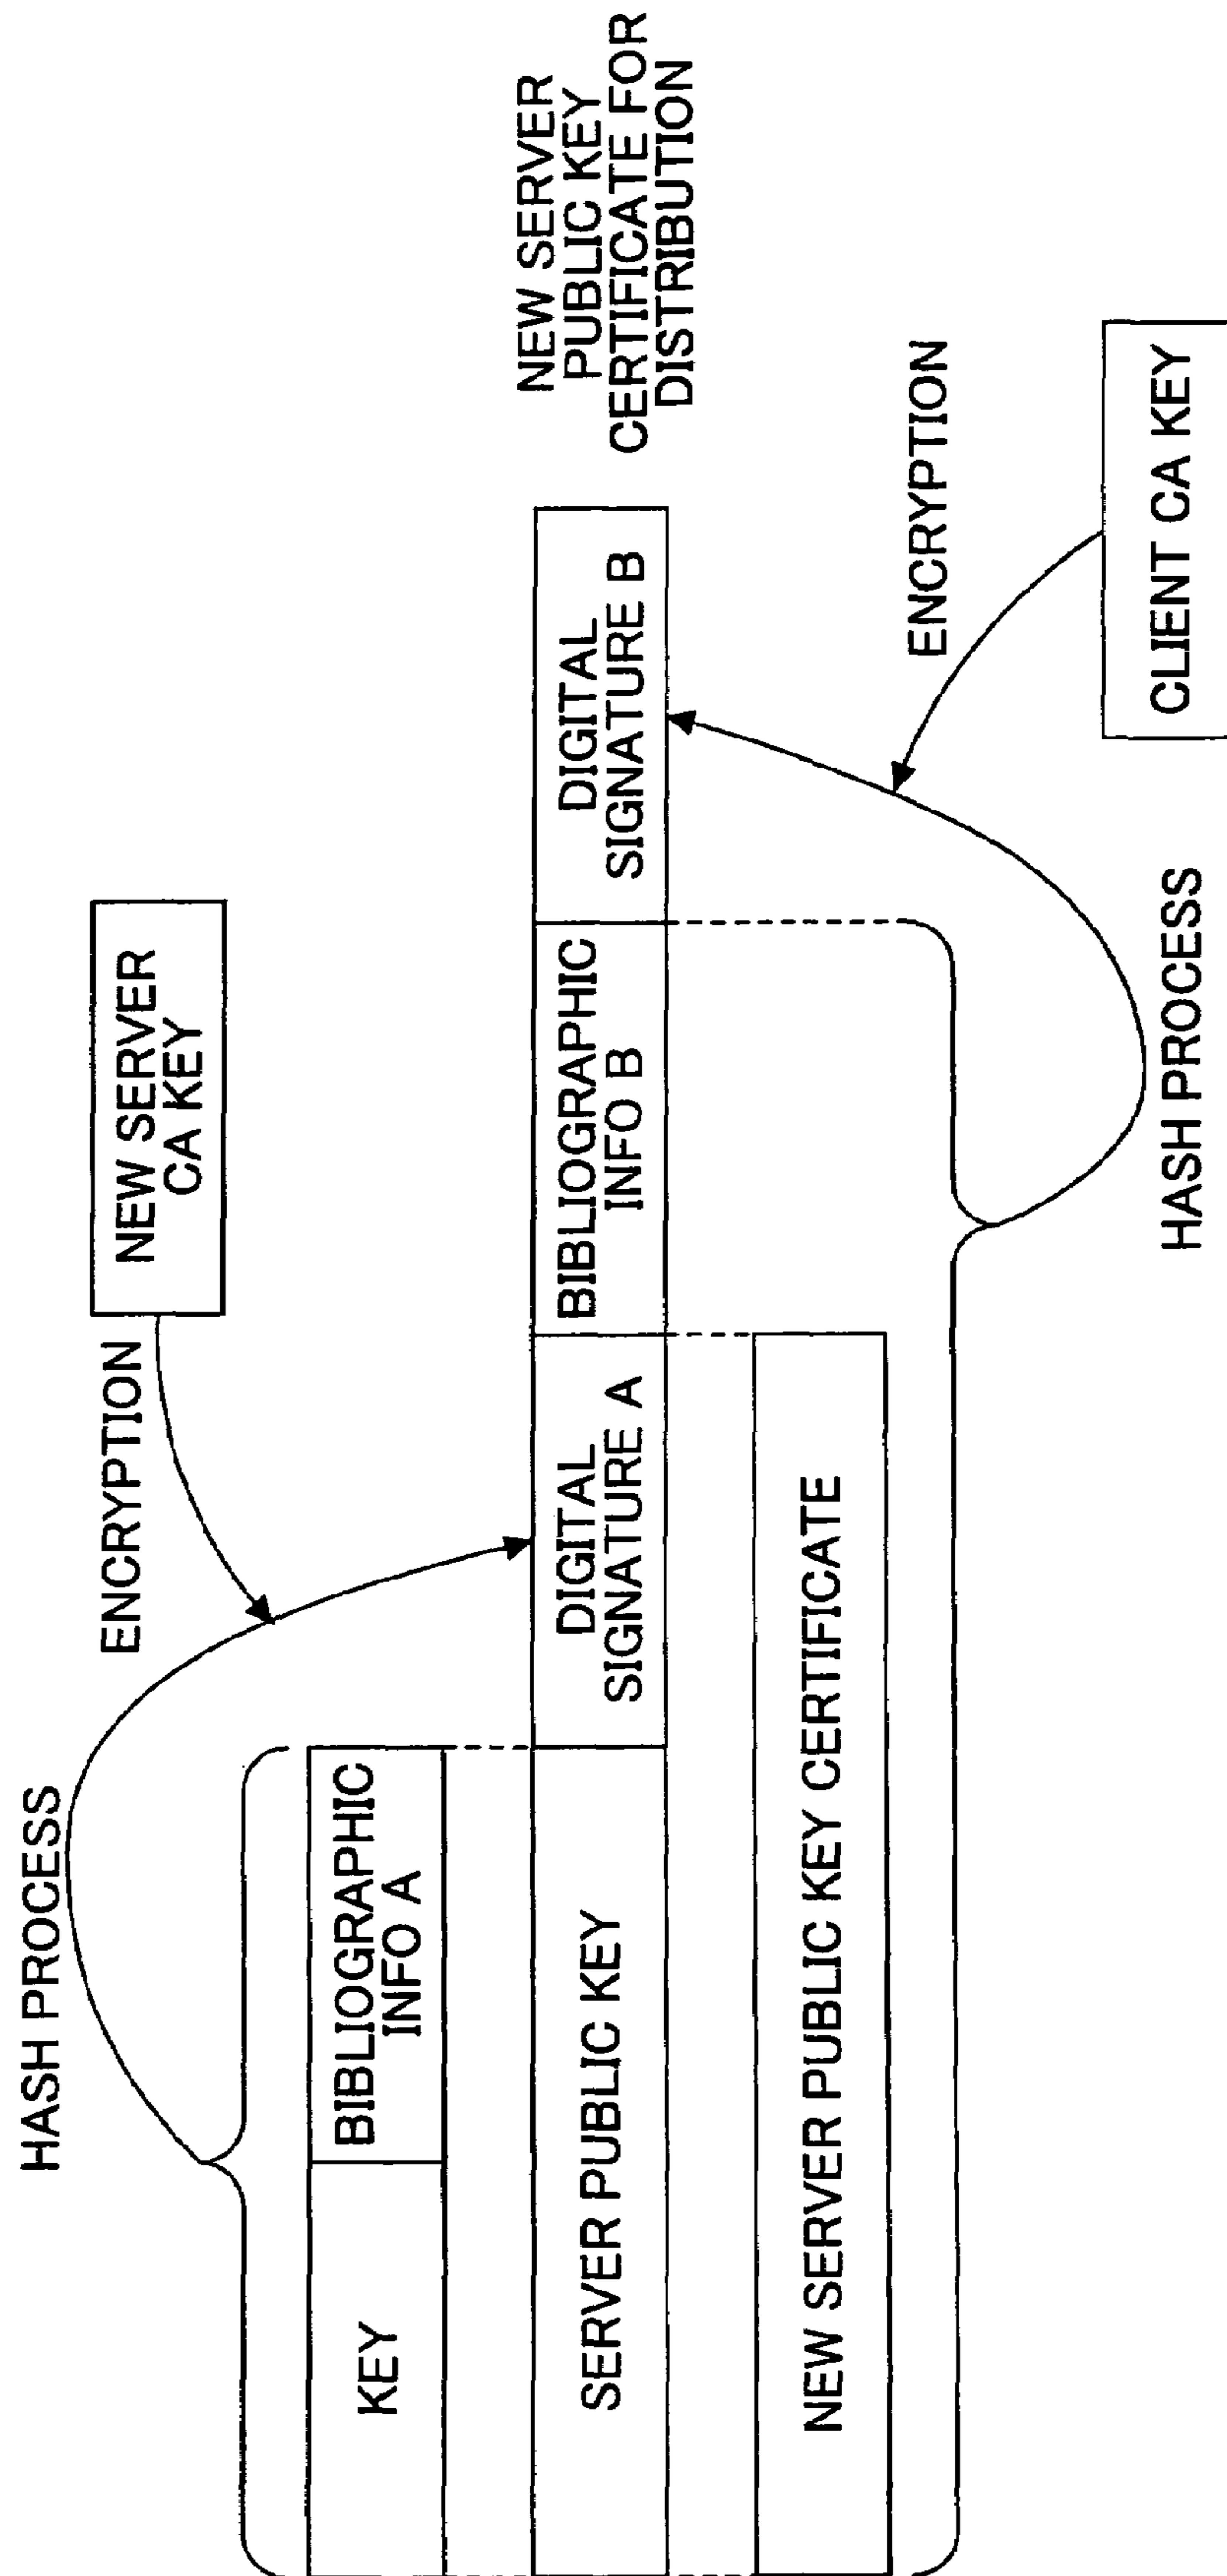 HASH PROCESS
ENCRYPTION
NEW SERVER
CA KEY
KEY
BIBLIOGRAPHIC
INFO A
SERVER PUBLIC KEY
DIGITAL
SIGNATURE A
BIBLIOGRAPHIC
INFO B
DIGITAL
SIGNATURE B
NEW SERVER
PUBLIC KEY
CERTIFICATE FOR
DISTRIBUTION
NEW SERVER PUBLIC KEY CERTIFICATE
ENCRYPTION
HASH PROCESS
CLIENT CA KEY